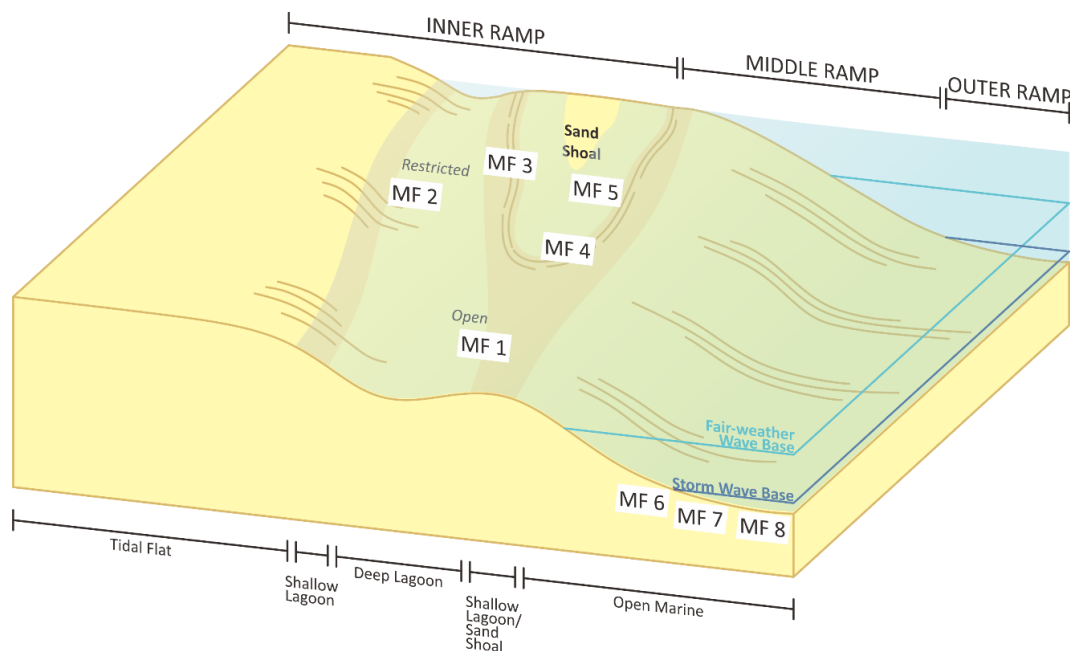 INNER RAMP
MIDDLE RAMP
OUTER RAMP
Sand
Shoal
Restricted
MF 3
MF 2
MF 5
MF 4
Open
MF 1
Fair-weather
Wave Base
Storm Wave Base
MF 6
MF 7
MF 8
Tidal Flat
Shallow
Lagoon
Deep Lagoon
Shallow
Lagoon/
Sand
Shoal
Open Marine